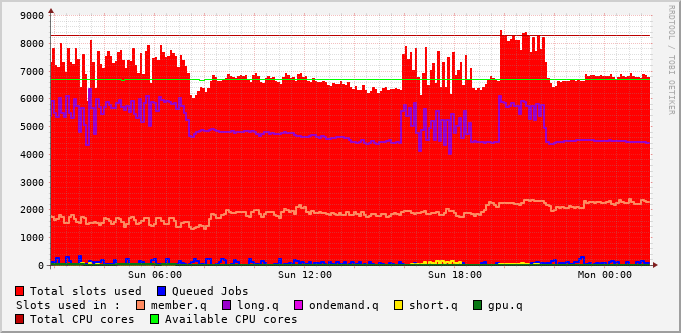 9000
8000
7000
6000
5000
4000
3000
2000
1000
0
Sun 06:00 Sun 12:00 Sun 18:00 Mon 00:00
RRDTOOL / TOBI OETIKER
Total slots used Queued Jobs
Slots used in : member.q long.q ondemand.q short.q gpu.q
Total CPU cores Available CPU cores